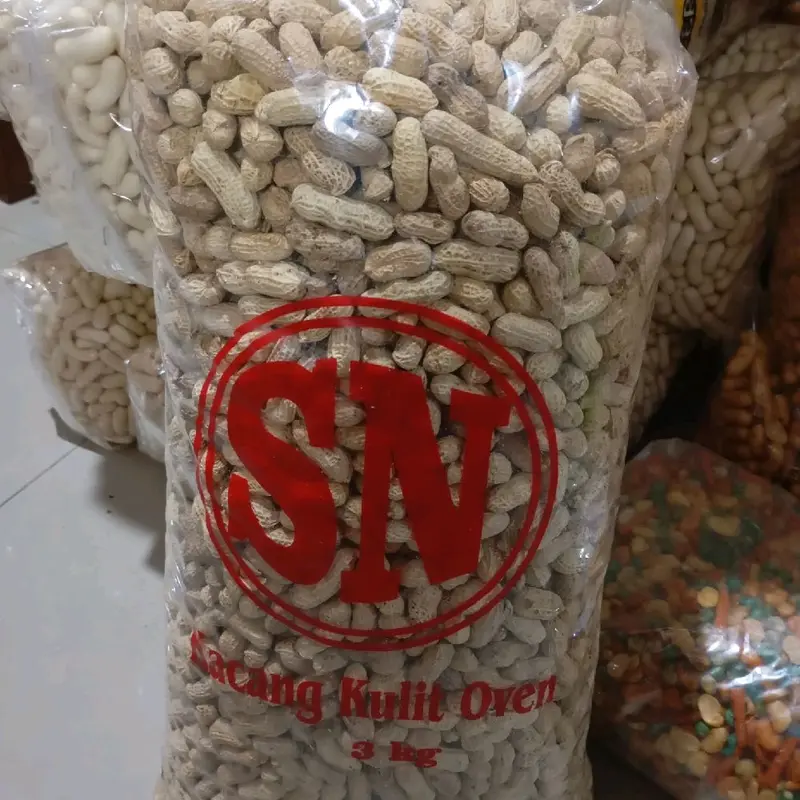 SN
Kacang Kulit Oven
3 kg